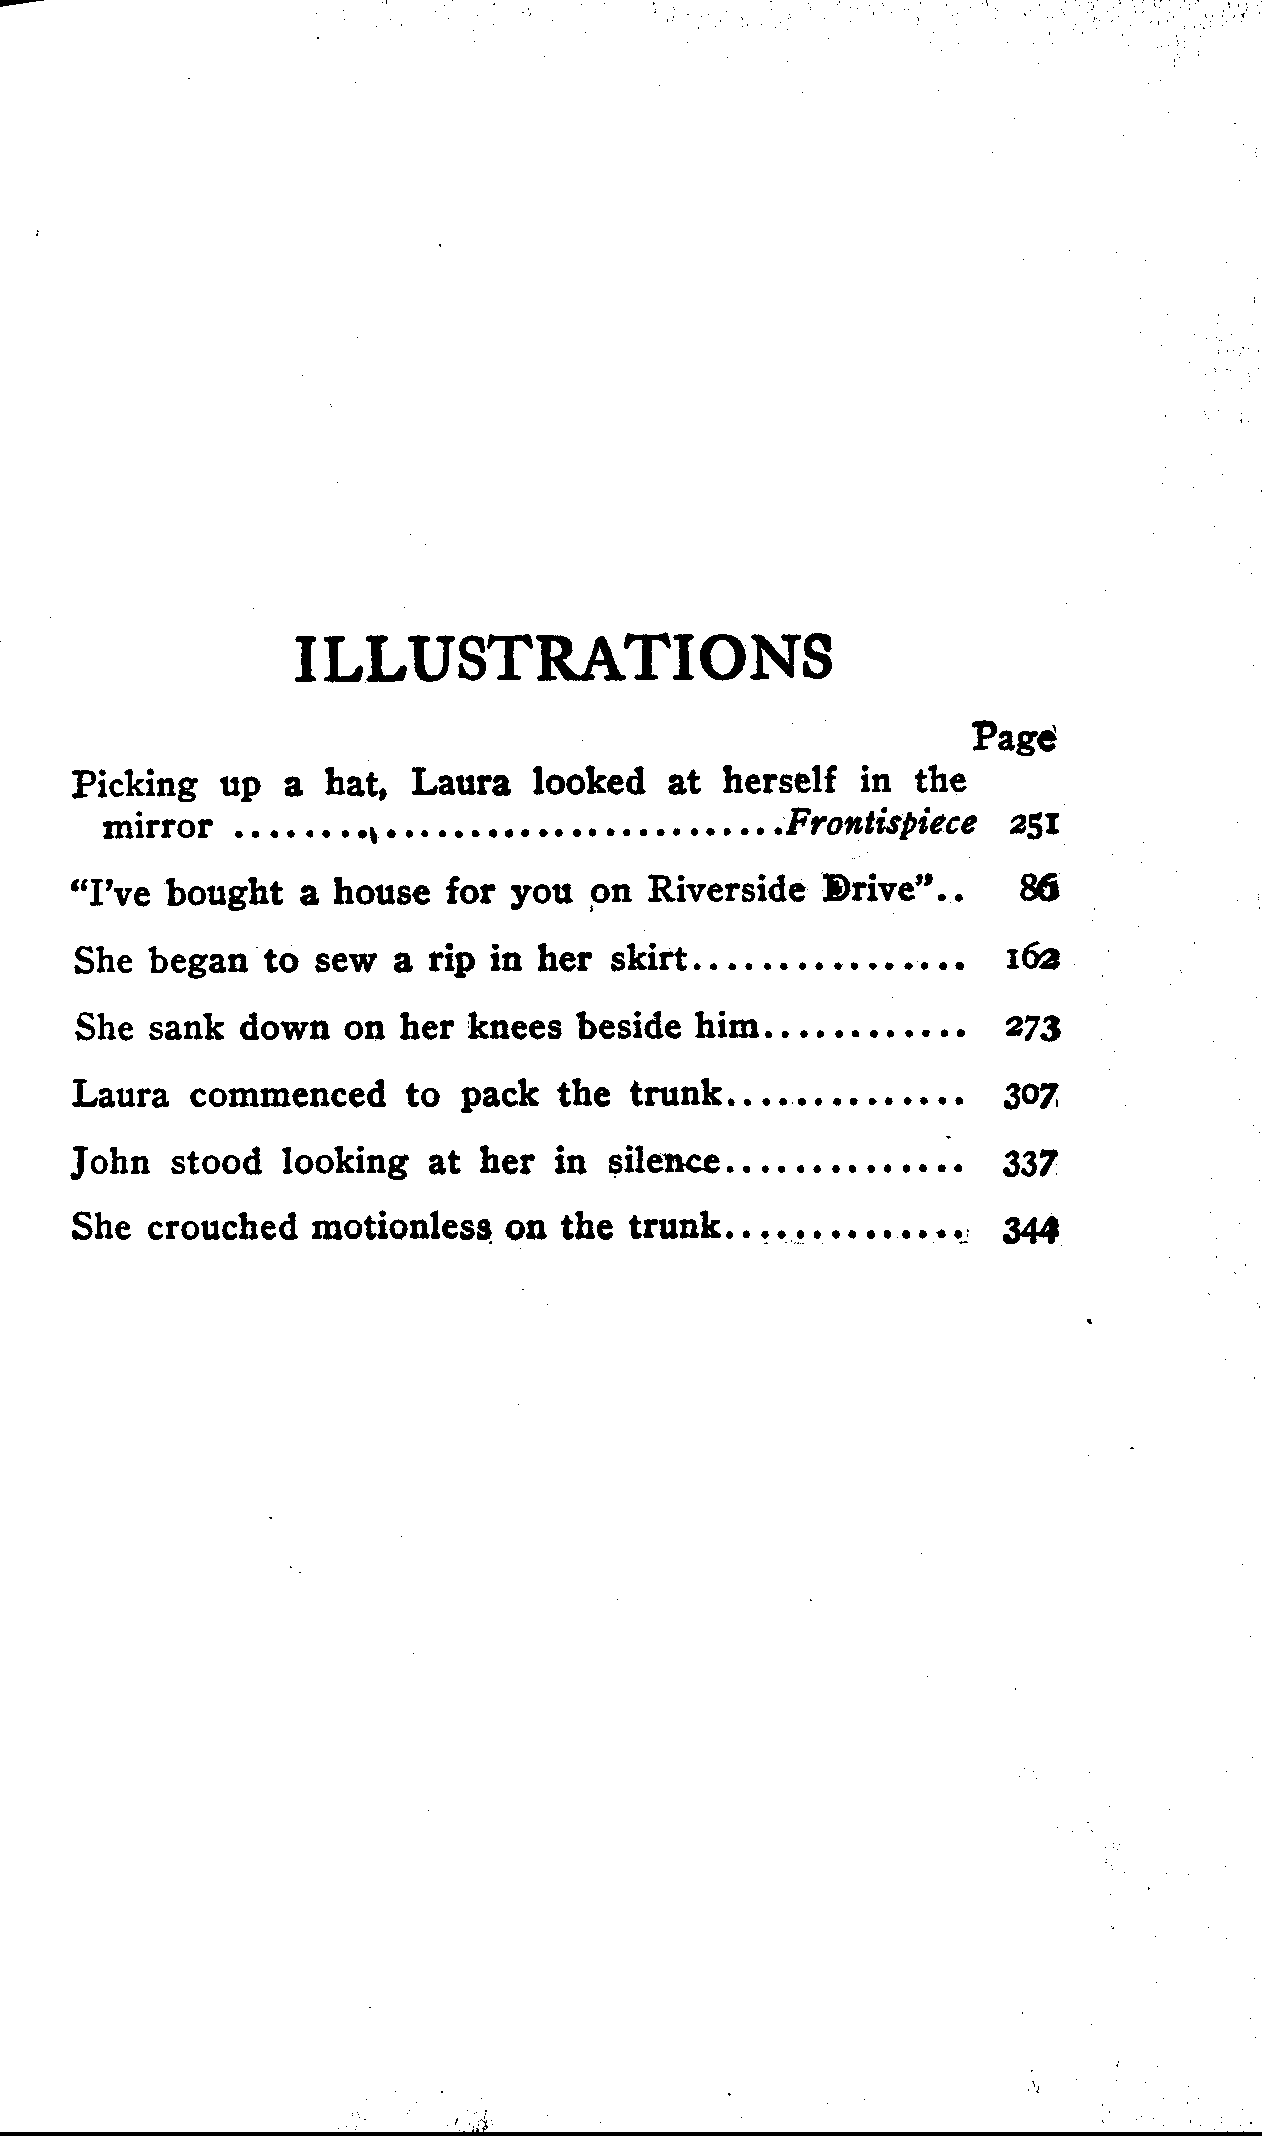 ILLUSTRATIONS
Page
Picking up a hat, Laura looked at herself in the
mirror .................................Frontispiece 251
"I've bought a house for you on Riverside Drive".. 86
She began to sew a rip in her skirt................ 162
She sank down on her knees beside him............ 273
Laura commenced to pack the trunk.............. 307
John stood looking at her in silence.............. 337
She crouched motionless on the trunk.............. 344